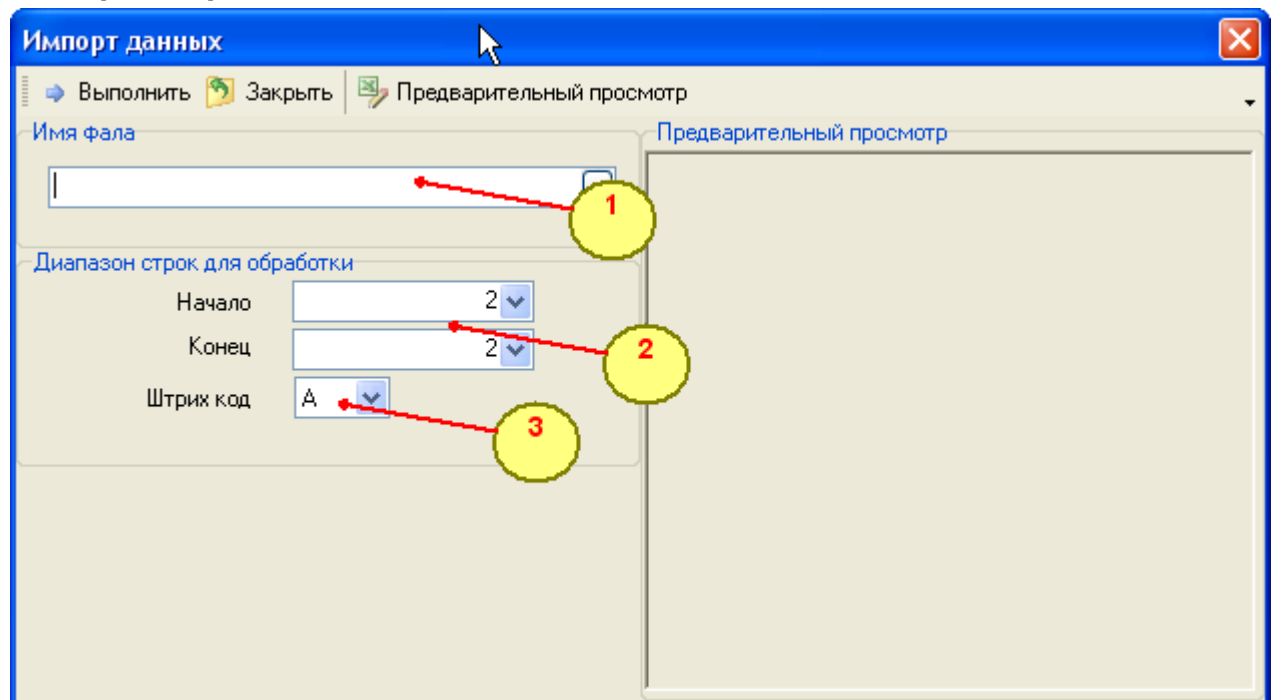 Импорт данных
Выполнить Закрыть Предварительный просмотр
Имя фала
Предварительный просмотр
1
Диапазон строк для обработки
Начало 2
Конец 2
2
Штрих код A
3